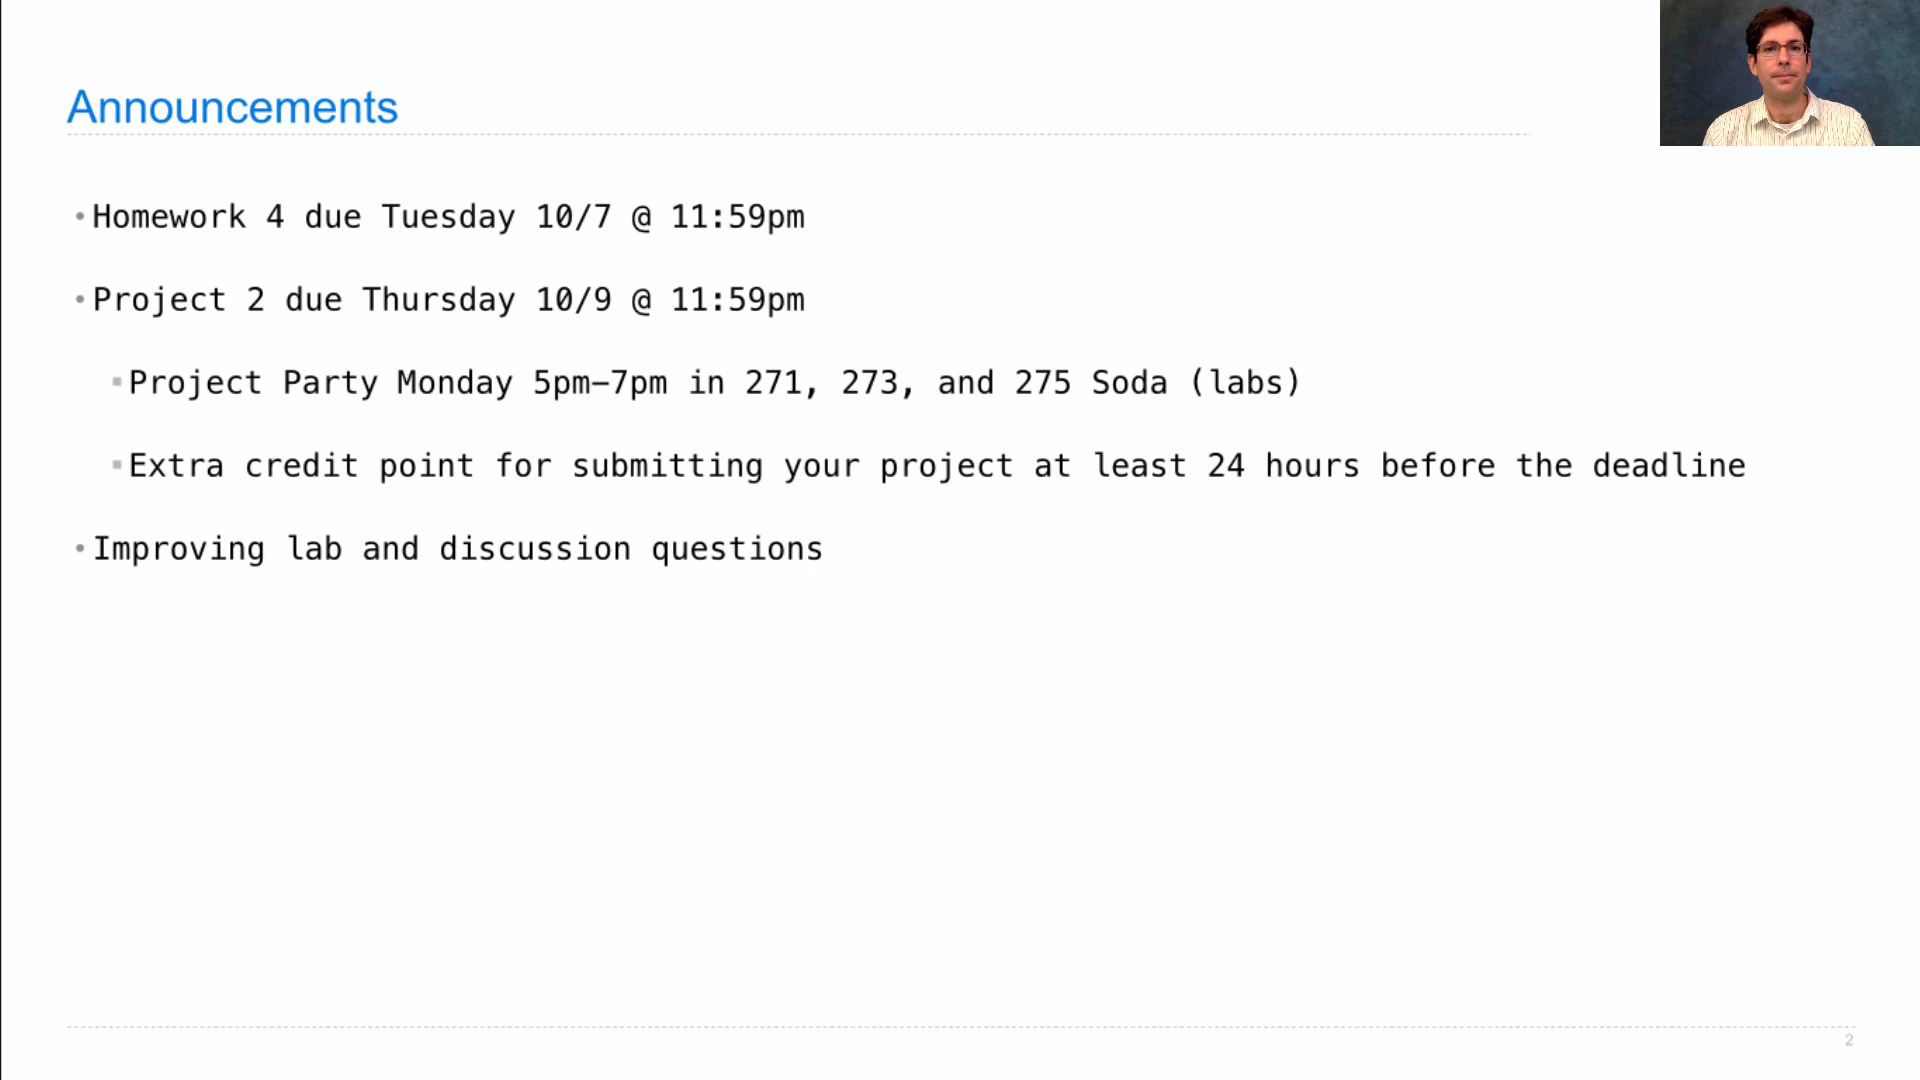 Announcements
•Homework 4 due Tuesday 10/7 @ 11:59pm
•Project 2 due Thursday 10/9 @ 11:59pm
▪Project Party Monday 5pm–7pm in 271, 273, and 275 Soda (labs)
▪Extra credit point for submitting your project at least 24 hours before the deadline
•Improving lab and discussion questions
2